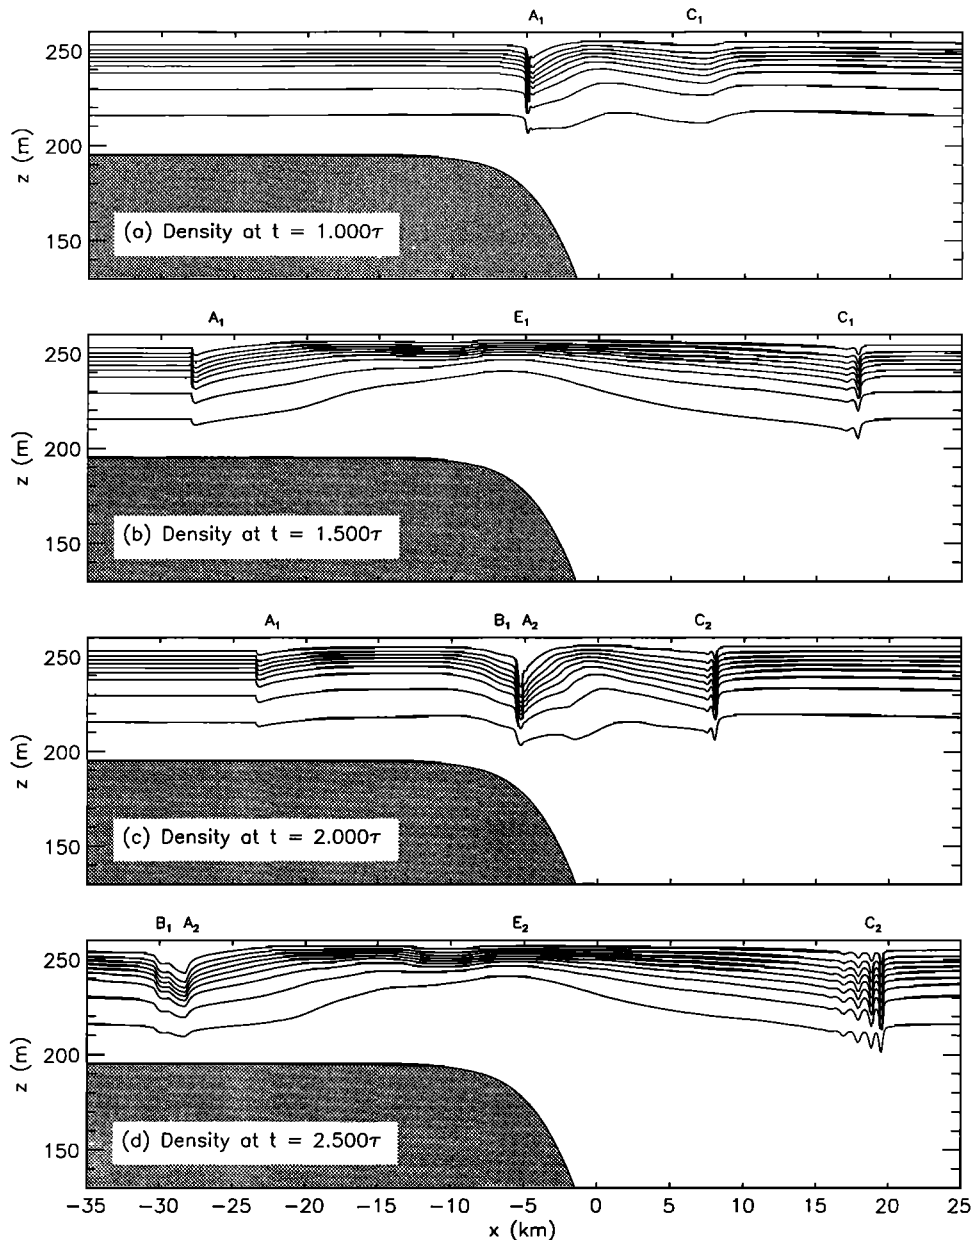 A₁ C₁
250
200
150
z (m)
(a) Density at t = 1.000τ
A₁ E₁ C₁
250
200
150
z (m)
(b) Density at t = 1.500τ
A₁ B₁ A₂ C₂
250
200
150
z (m)
(c) Density at t = 2.000τ
B₁ A₂ E₂ C₂
250
200
150
z (m)
(d) Density at t = 2.500τ
−35 −30 −25 −20 −15 −10 −5 0 5 10 15 20 25
x (km)